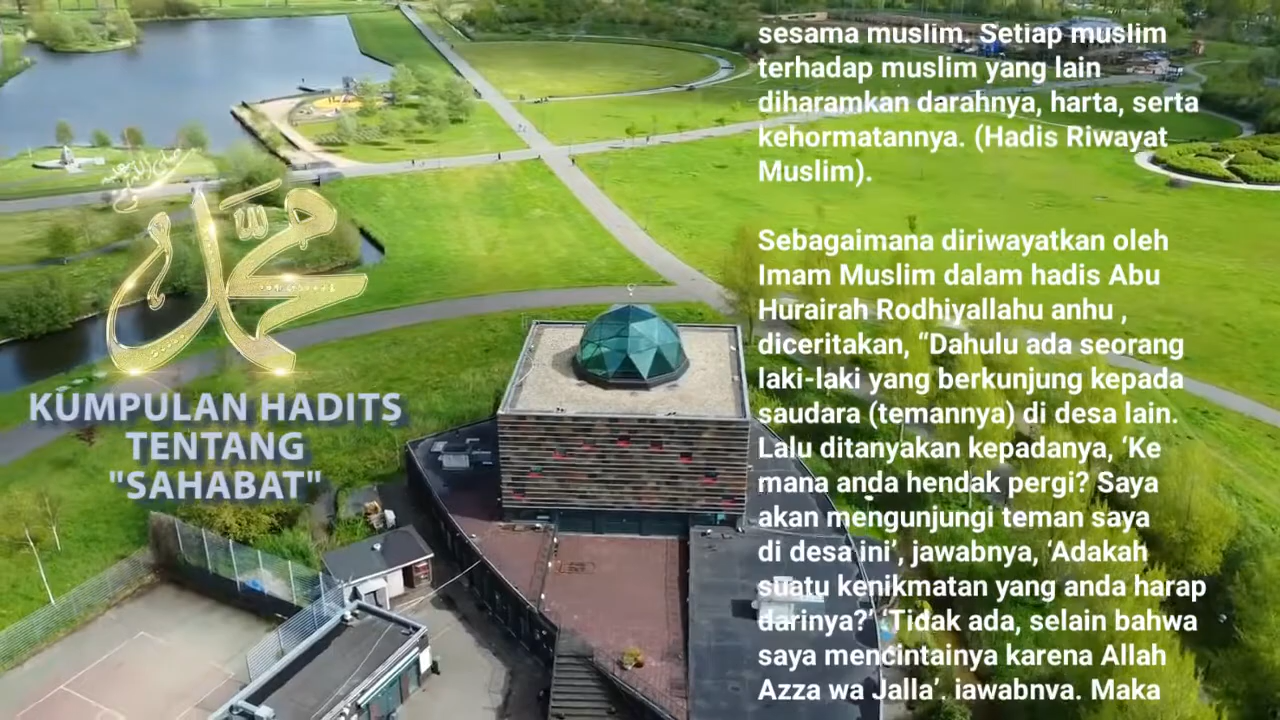 محمد
KUMPULAN HADITS
TENTANG
"SAHABAT"
sesama muslim. Setiap muslim
terhadap muslim yang lain
diharamkan darahnya, harta, serta
kehormatannya. (Hadis Riwayat
Muslim).
Sebagaimana diriwayatkan oleh
Imam Muslim dalam hadis Abu
Hurairah Rodhiyallahu anhu ,
diceritakan, “Dahulu ada seorang
laki-laki yang berkunjung kepada
saudara (temannya) di desa lain.
Lalu ditanyakan kepadanya, ‘Ke
mana anda hendak pergi? Saya
akan mengunjungi teman saya
di desa ini’, jawabnya, ‘Adakah
suatu kenikmatan yang anda harap
darinya?’ ‘Tidak ada, selain bahwa
saya mencintainya karena Allah
Azza wa Jalla’, jawabnya. Maka